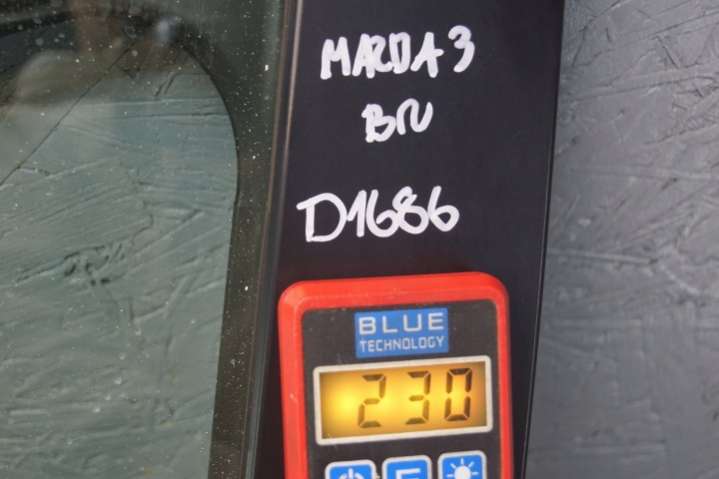 MAZDA 3
BN
D1686
BLUE
TECHNOLOGY
230